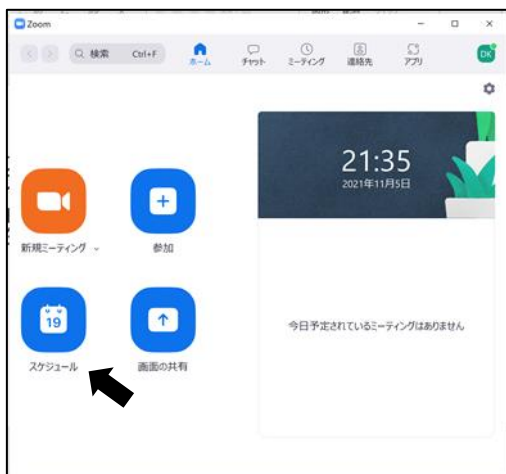 Zoom
検索 Ctrl+F
ホーム
チャット
ミーティング
連絡先
アプリ
DK
21:35
2021年11月5日
新規ミーティング
参加
19
スケジュール
画面の共有
今日予定されているミーティングはありません